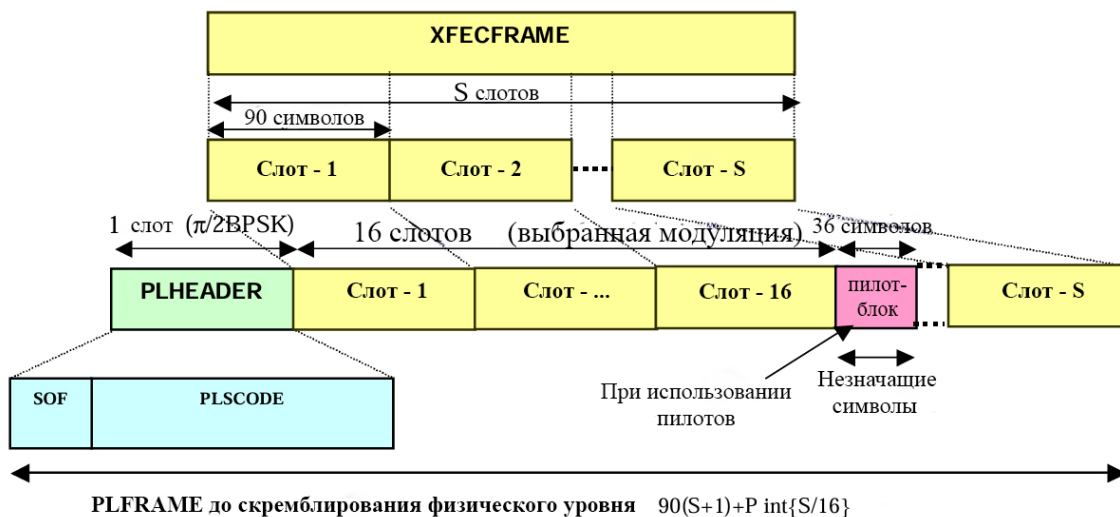 XFECFRAME
S слотов
90 символов
Слот - 1
Слот - 2
Слот - S
1 слот (π/2BPSK)
16 слотов (выбранная модуляция)
36 символов
PLHEADER
Слот - 1
Слот - ...
Слот - 16
пилот-
блок
Слот - S
SOF
PLSCODE
При использовании
пилотов
Незначащие
символы
PLFRAME до скремблирования физического уровня 90(S+1)+P int{S/16}